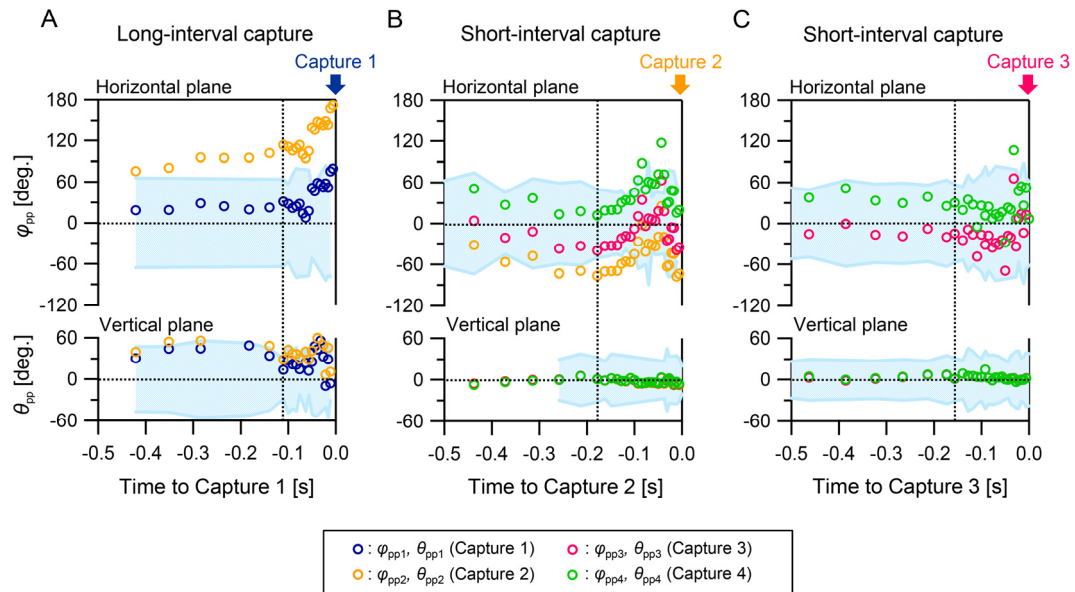 A
B
C
Long-interval capture
Short-interval capture
Short-interval capture
Capture 1
Capture 2
Capture 3
Horizontal plane
Horizontal plane
Horizontal plane
φpp [deg.]
180
120
60
0
-60
-120
180
120
60
0
-60
-120
180
120
60
0
-60
-120
Vertical plane
Vertical plane
Vertical plane
θpp [deg.]
60
0
-60
60
0
-60
60
0
-60
-0.5 -0.4 -0.3 -0.2 -0.1 0.0
-0.5 -0.4 -0.3 -0.2 -0.1 0.0
-0.5 -0.4 -0.3 -0.2 -0.1 0.0
Time to Capture 1 [s]
Time to Capture 2 [s]
Time to Capture 3 [s]
: φpp1, θpp1 (Capture 1)
: φpp3, θpp3 (Capture 3)
: φpp2, θpp2 (Capture 2)
: φpp4, θpp4 (Capture 4)